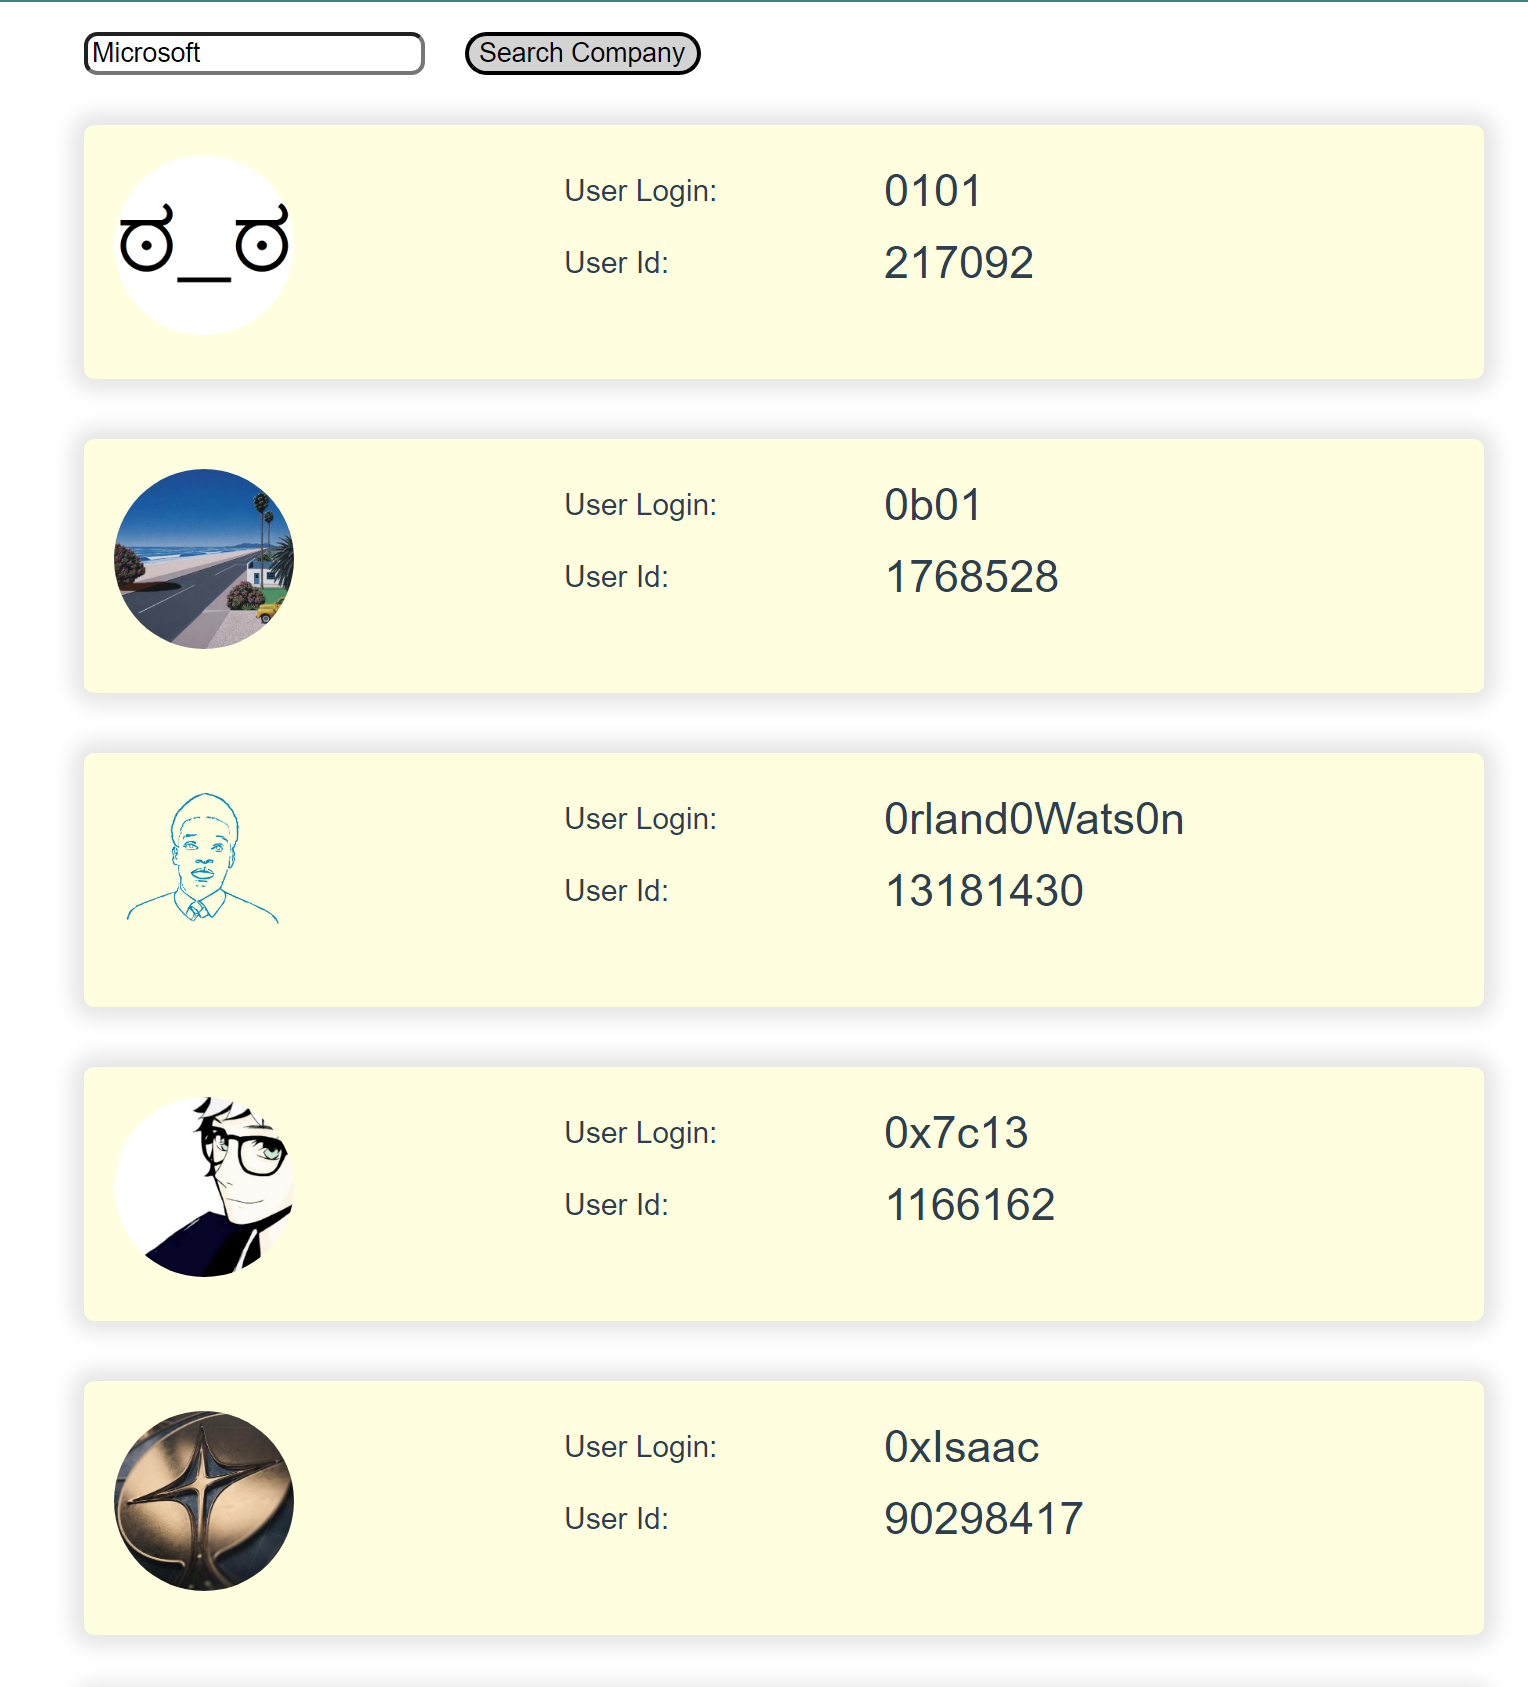 Microsoft Search Company
ಠ_ಠ
User Login: 0101
User Id: 217092
User Login: 0b01
User Id: 1768528
User Login: 0rland0Wats0n
User Id: 13181430
User Login: 0x7c13
User Id: 1166162
User Login: 0xIsaac
User Id: 90298417